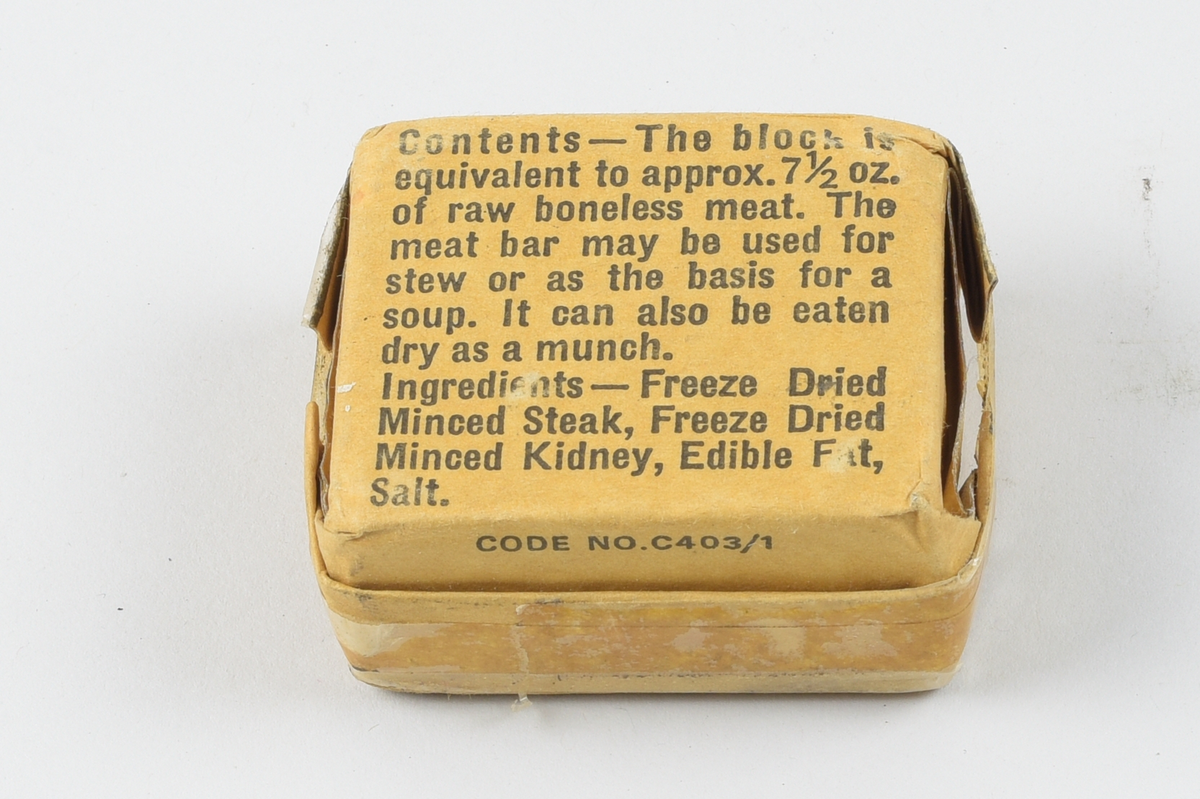 Contents—The block is
equivalent to approx. 7½ oz.
of raw boneless meat. The
meat bar may be used for
stew or as the basis for a
soup. It can also be eaten
dry as a munch.
Ingredients—Freeze Dried
Minced Steak, Freeze Dried
Minced Kidney, Edible Fat,
Salt.
CODE NO.C403/1